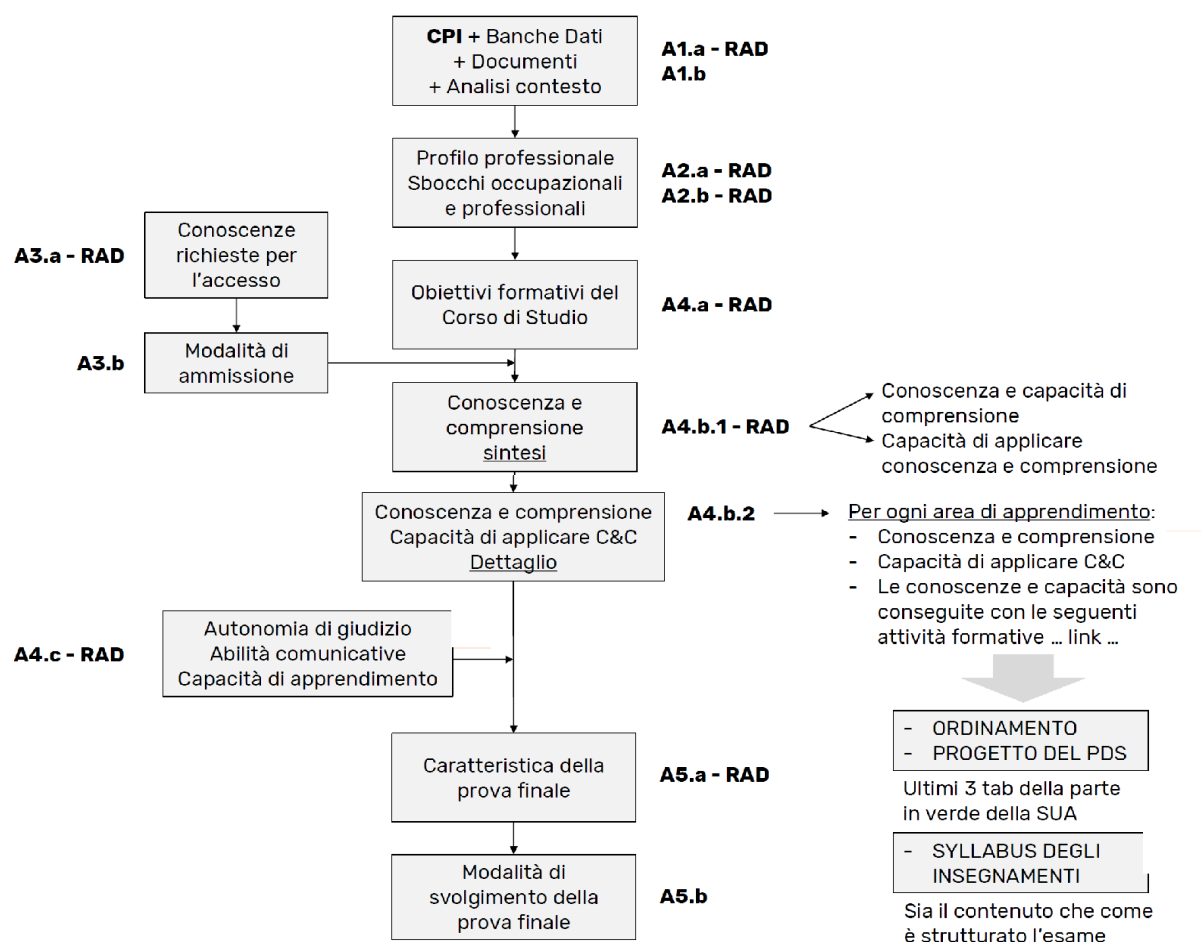 CPI + Banche Dati
+ Documenti
+ Analisi contesto
A1.a - RAD
A1.b
Profilo professionale
Sbocchi occupazionali
e professionali
A2.a - RAD
A2.b - RAD
A3.a - RAD
Conoscenze
richieste per
l'accesso
Obiettivi formativi del
Corso di Studio
A4.a - RAD
A3.b
Modalità di
ammissione
Conoscenza e
comprensione
sintesi
A4.b.1 - RAD
Conoscenza e capacità di
comprensione
Capacità di applicare
conoscenza e comprensione
Conoscenza e comprensione
Capacità di applicare C&C
Dettaglio
A4.b.2
Per ogni area di apprendimento:
- Conoscenza e comprensione
- Capacità di applicare C&C
- Le conoscenze e capacità sono
conseguite con le seguenti
attività formative … link …
A4.c - RAD
Autonomia di giudizio
Abilità comunicative
Capacità di apprendimento
- ORDINAMENTO
- PROGETTO DEL PDS
Ultimi 3 tab della parte
in verde della SUA
Caratteristica della
prova finale
A5.a - RAD
- SYLLABUS DEGLI
INSEGNAMENTI
Sia il contenuto che come
è strutturato l'esame
Modalità di
svolgimento della
prova finale
A5.b